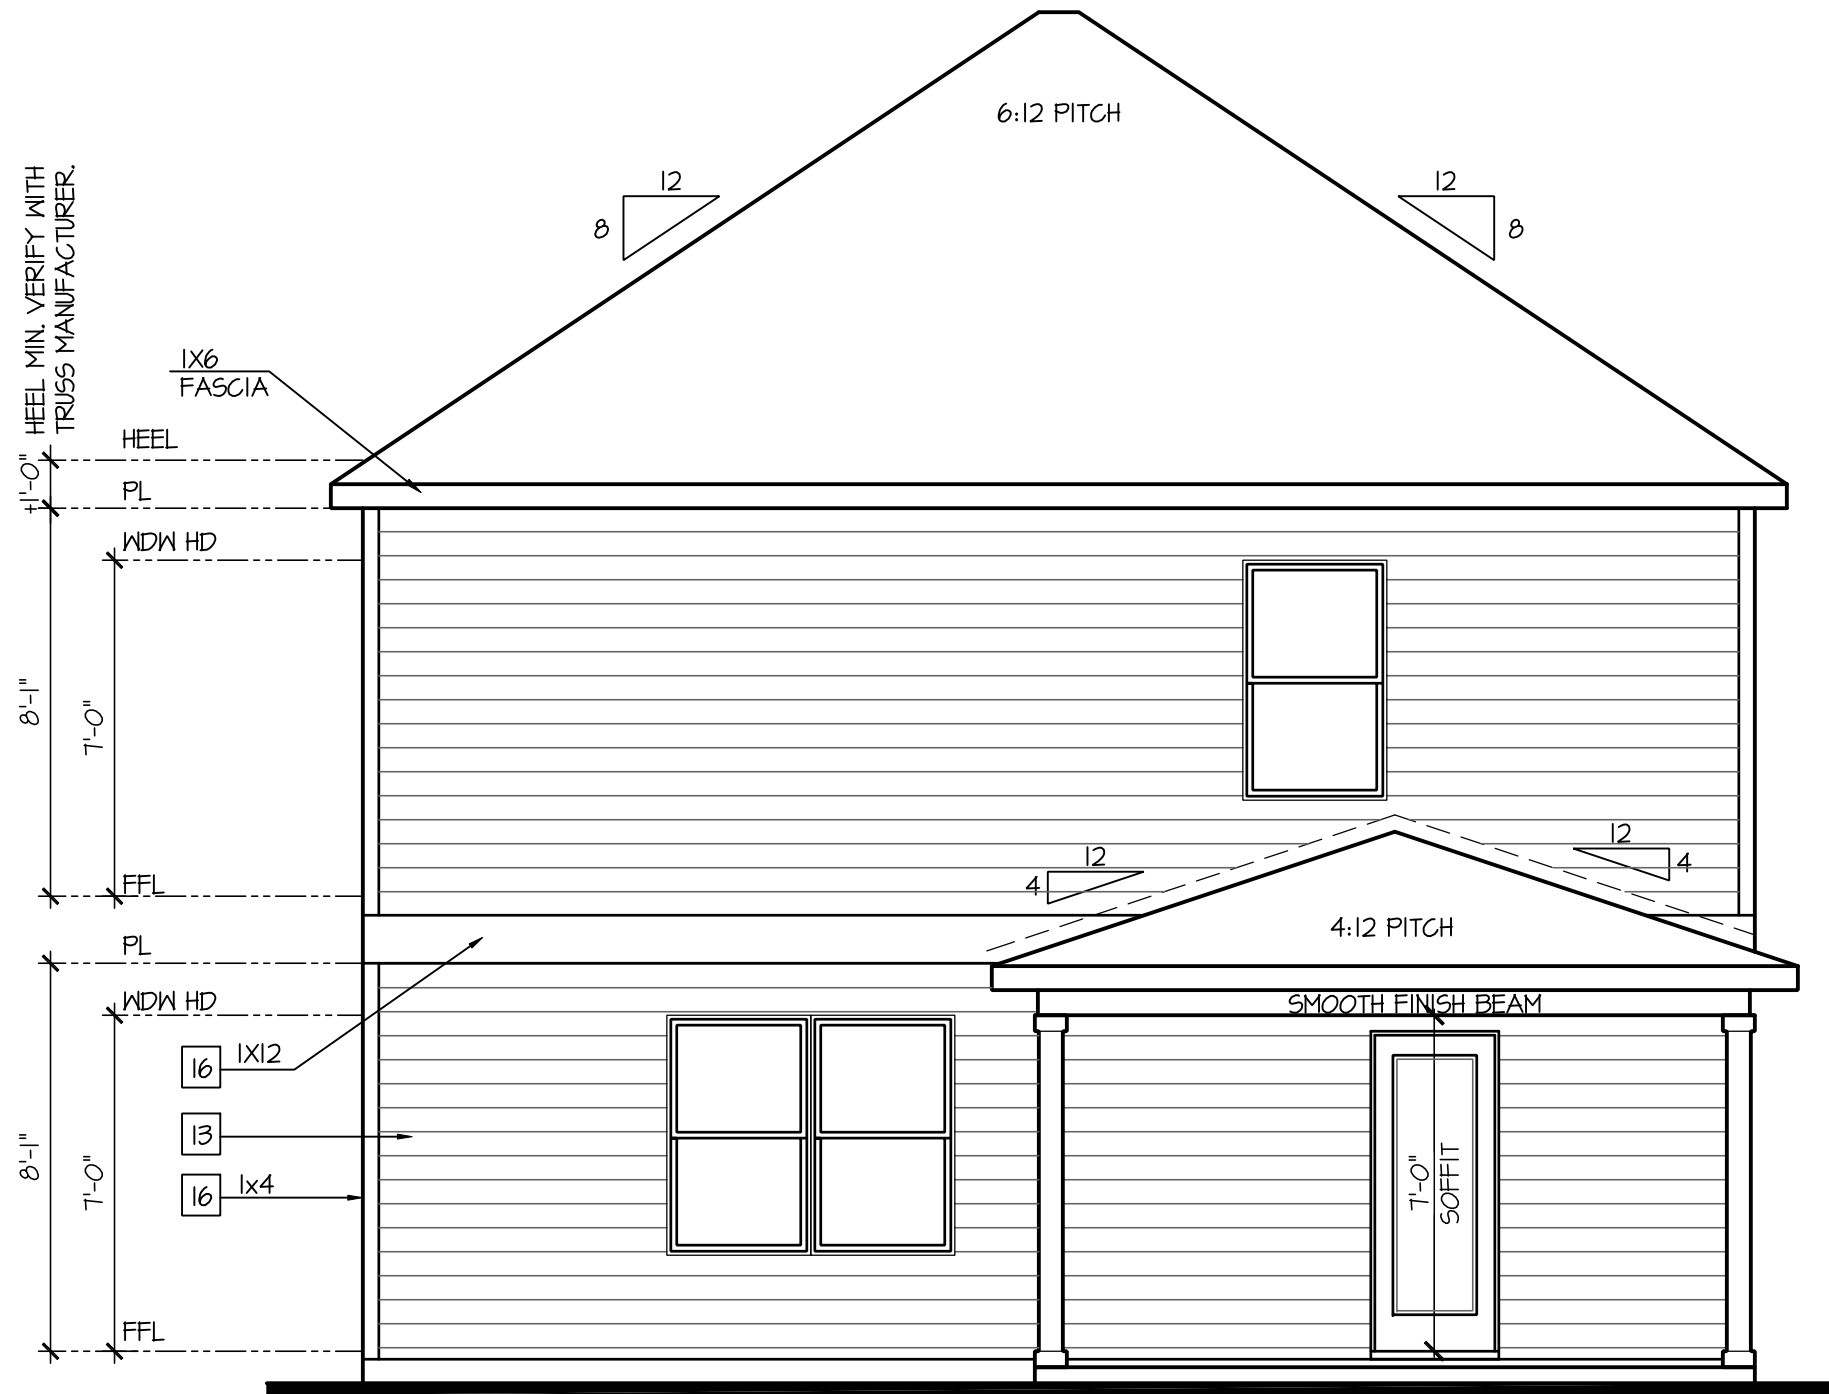 6:12 PITCH
12
8
12
8
HEEL MIN. VERIFY WITH
TRUSS MANUFACTURER.
1X6
FASCIA
HEEL
±1'-0"
PL
WDW HD
8'-1"
7'-0"
FFL
12
4
12
4
4:12 PITCH
PL
WDW HD
SMOOTH FINISH BEAM
16 1X12
13
16 1x4
8'-1"
7'-0"
7'-0"
SOFFIT
FFL